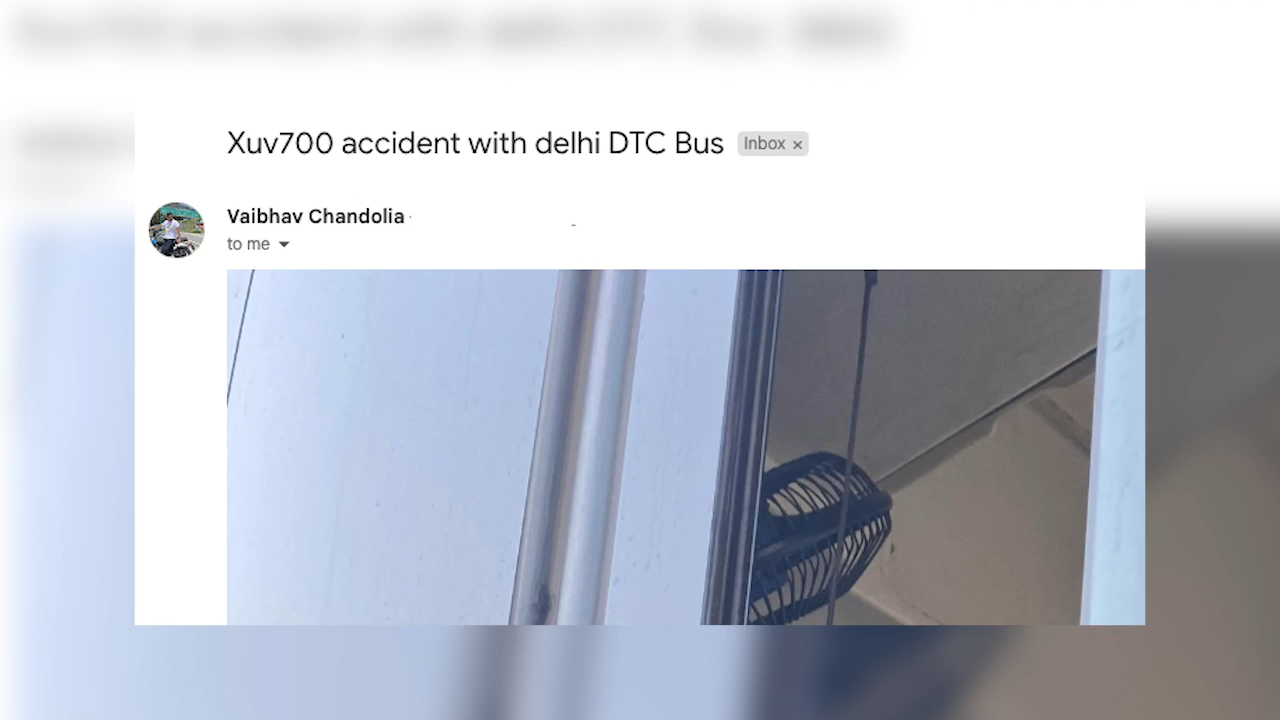 Xuv700 accident with delhi DTC Bus Inbox ×
Vaibhav Chandolia
to me